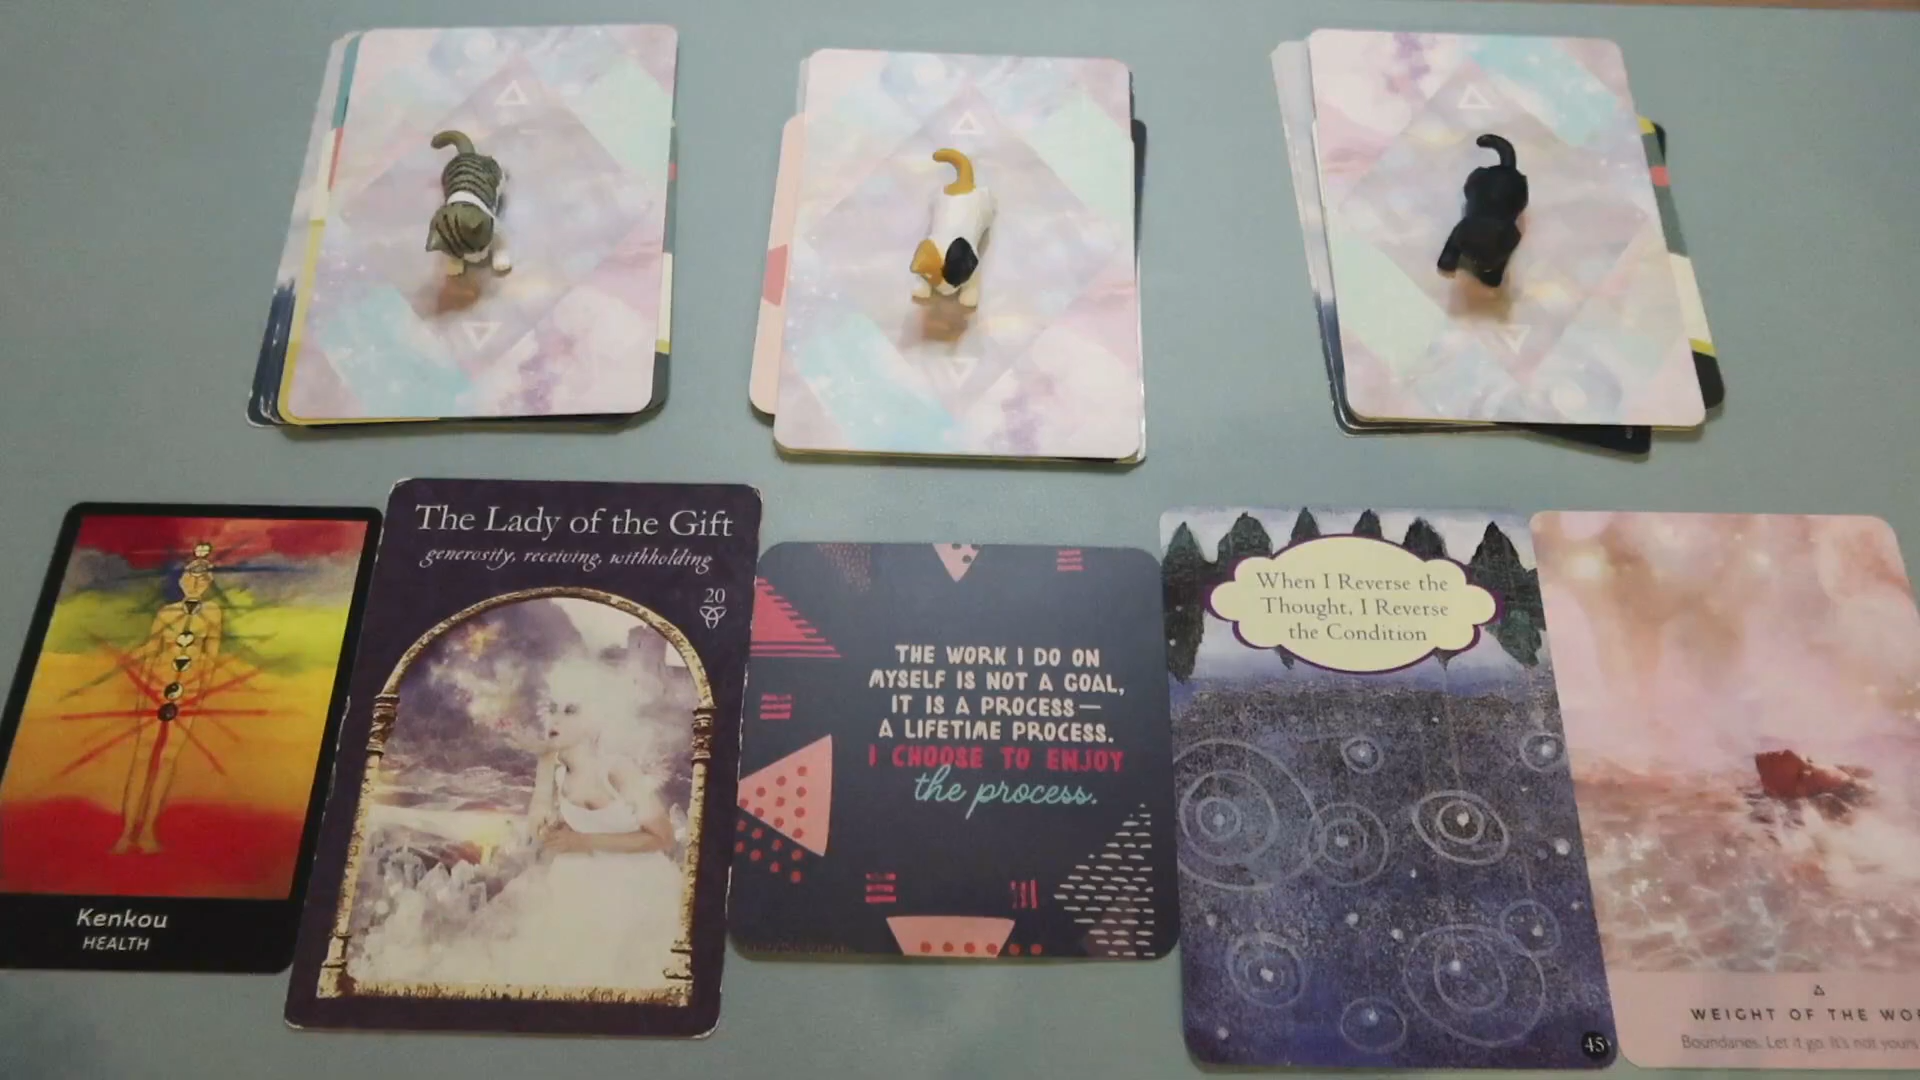 Kenkou
HEALTH
The Lady of the Gift
generosity, receiving, withholding
20
THE WORK I DO ON
MYSELF IS NOT A GOAL,
IT IS A PROCESS—
A LIFETIME PROCESS.
I CHOOSE TO ENJOY
the process.
When I Reverse the
Thought, I Reverse
the Condition
45
WEIGHT OF THE WOR
Boundaries. Let it go. It's not yours